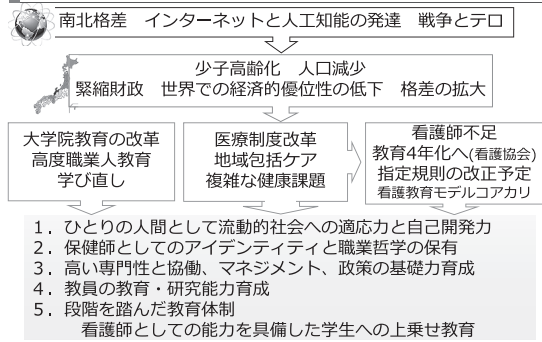 南北格差　インターネットと人工知能の発達　戦争とテロ
少子高齢化　人口減少
緊縮財政　世界での経済的優位性の低下　格差の拡大
大学院教育の改革
高度職業人教育
学び直し
医療制度改革
地域包括ケア
複雑な健康課題
看護師不足
教育4年化へ(看護協会)
指定規則の改正予定
看護教育モデルコアカリ
1．ひとりの人間として流動的社会への適応力と自己開発力
2．保健師としてのアイデンティティと職業哲学の保有
3．高い専門性と協働、マネジメント、政策の基礎力育成
4．教員の教育・研究能力育成
5．段階を踏んだ教育体制
看護師としての能力を具備した学生への上乗せ教育